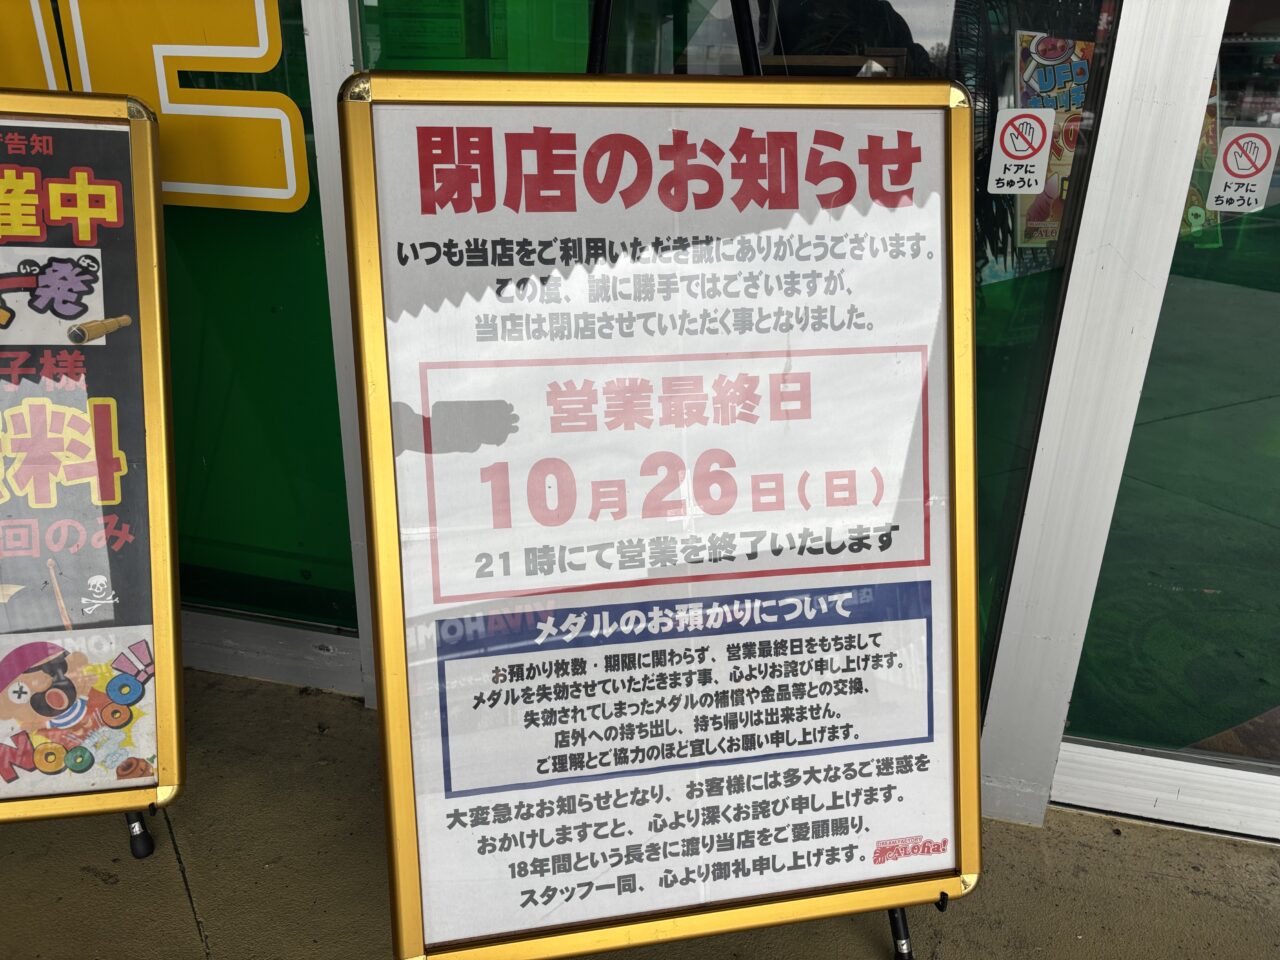 閉店のお知らせ
いつも当店をご利用いただき誠にありがとうございます。
この度、誠に勝手ではございますが、
当店は閉店させていただく事となりました。
営業最終日
10月26日(日)
21時にて営業を終了いたします
メダルのお預かりについて
お預かり枚数・期限に関わらず、営業最終日をもちまして
メダルを失効させていただきます事、心よりお詫び申し上げます。
失効されてしまったメダルの補償や金品等との交換、
店外への持ち出し、持ち帰りは出来ません。
ご理解とご協力のほど宜しくお願い申し上げます。
大変急なお知らせとなり、お客様には多大なるご迷惑を
おかけしますこと、心より深くお詫び申し上げます。
18年間という長きに渡り当店をご愛顧賜り、
スタッフ一同、心より御礼申し上げます。
DREAM FACTORY
ALOha!
告知
催中
一発
子様
料
回のみ
NOOOOO!!
E
UFO
ドアに
ちゅうい
ドアに
ちゅうい